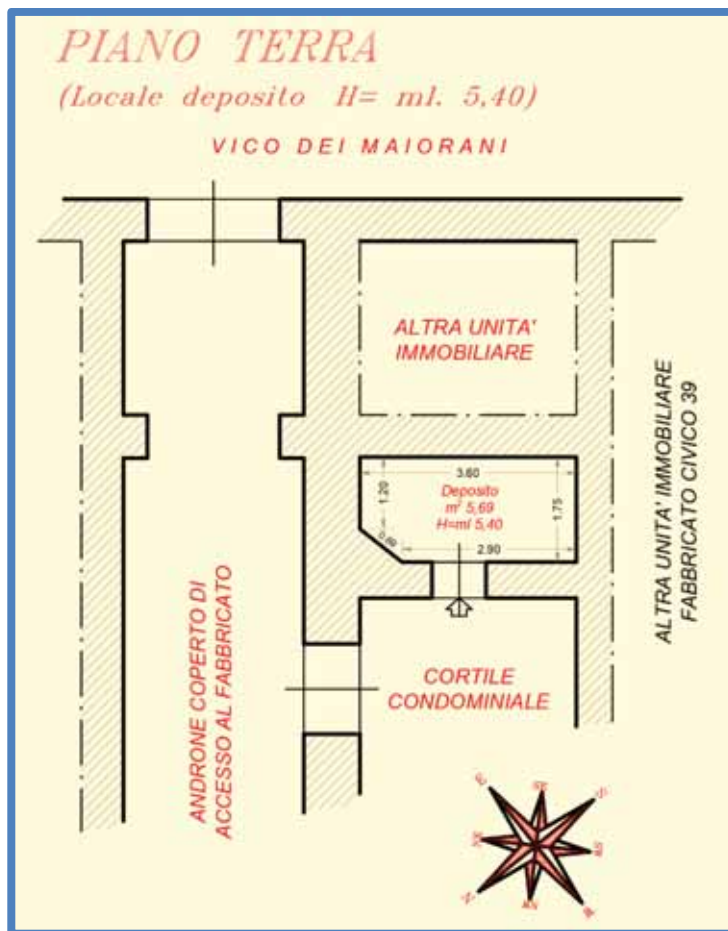 PIANO TERRA
(Locale deposito H= ml. 5,40)
VICO DEI MAIORANI
ALTRA UNITA'
IMMOBILIARE
ALTRA UNITA' IMMOBILIARE
FABBRICATO CIVICO 39
3.60
1.20
Deposito
m² 5,69
H=ml 5,40
1.75
2.90
ANDRONE COPERTO DI
ACCESSO AL FABBRICATO
CORTILE
CONDOMINIALE
E
SE
S
NE
N